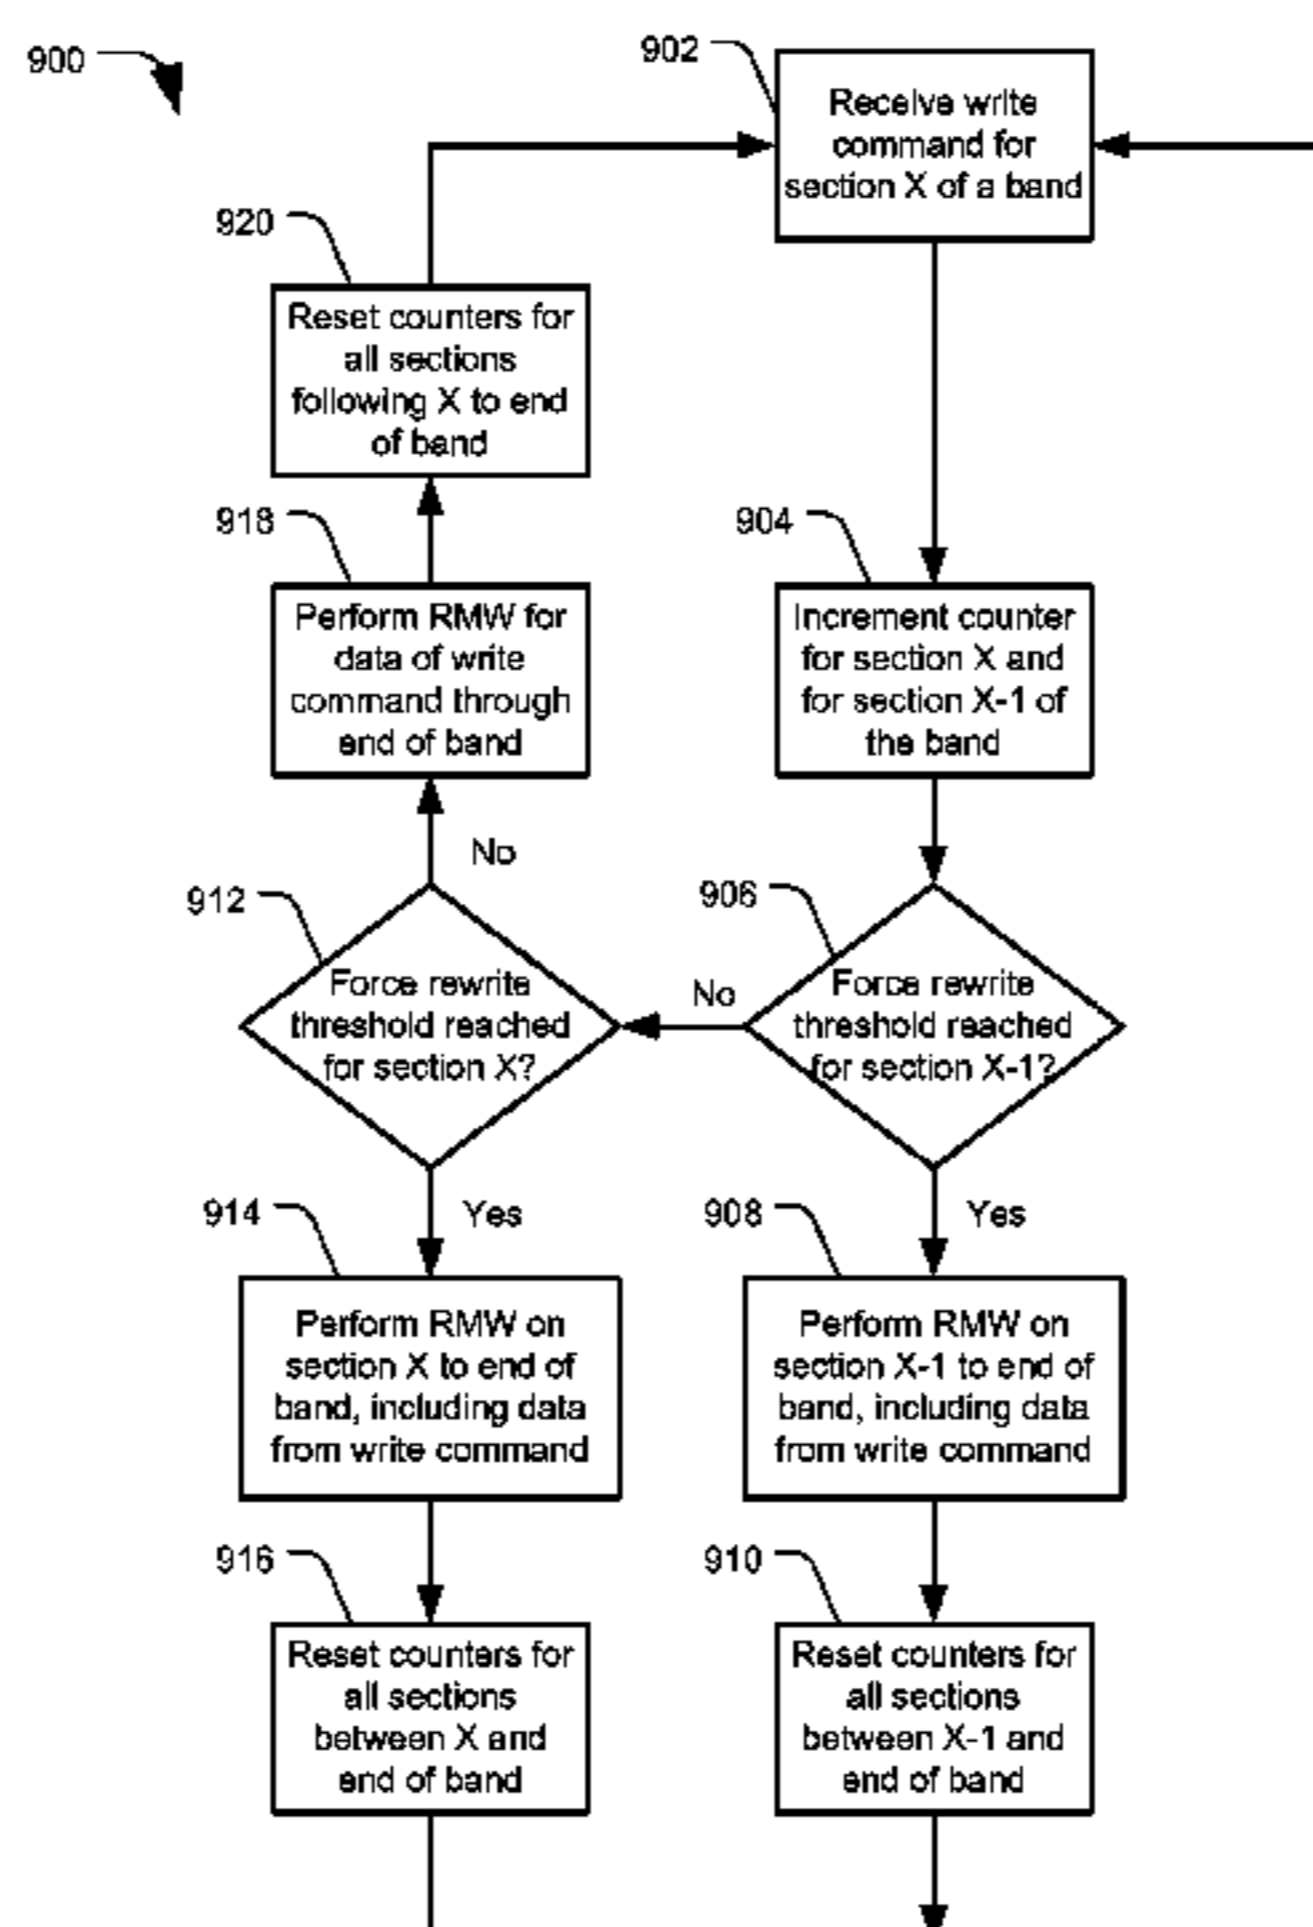 900
902
Receive write
command for
section X of a band
920
Reset counters for
all sections
following X to end
of band
918
Perform RMW for
data of write
command through
end of band
904
Increment counter
for section X and
for section X-1 of
the band
No
912
Force rewrite
threshold reached
for section X?
906
No
Force rewrite
threshold reached
for section X-1?
914
Yes
Perform RMW on
section X to end of
band, including data
from write command
908
Yes
Perform RMW on
section X-1 to end of
band, including data
from write command
916
Reset counters for
all sections
between X and
end of band
910
Reset counters for
all sections
between X-1 and
end of band